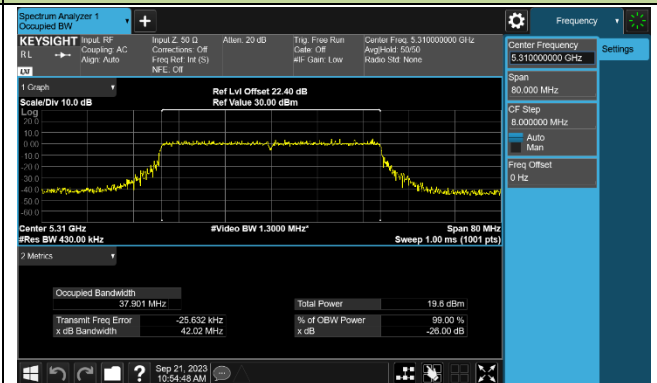 Spectrum Analyzer 1
Occupied BW
Frequency
KEYSIGHT
RL
LXI
Input: RF
Coupling: AC
Align: Auto
Input Z: 50 Ω
Corrections: Off
Freq Ref: Int (S)
NFE: Off
Atten: 20 dB
Trig: Free Run
Gate: Off
#IF Gain: Low
Center Freq: 5.310000000 GHz
Avg|Hold: 50/50
Radio Std: None
Center Frequency
5.310000000 GHz
Settings
Span
80.000 MHz
CF Step
8.000000 MHz
Auto
Man
Freq Offset
0 Hz
1 Graph
Scale/Div 10.0 dB
Ref Lvl Offset 22.40 dB
Ref Value 30.00 dBm
Log
20.0
10.0
0.00
-10.0
-20.0
-30.0
-40.0
-50.0
-60.0
Center 5.31 GHz
#Res BW 430.00 kHz
#Video BW 1.3000 MHz*
Span 80 MHz
Sweep 1.00 ms (1001 pts)
2 Metrics
Occupied Bandwidth
37.901 MHz
Total Power 19.6 dBm
Transmit Freq Error -25.632 kHz
% of OBW Power 99.00 %
x dB Bandwidth 42.02 MHz
x dB -26.00 dB
?
Sep 21, 2023
10:54:48 AM